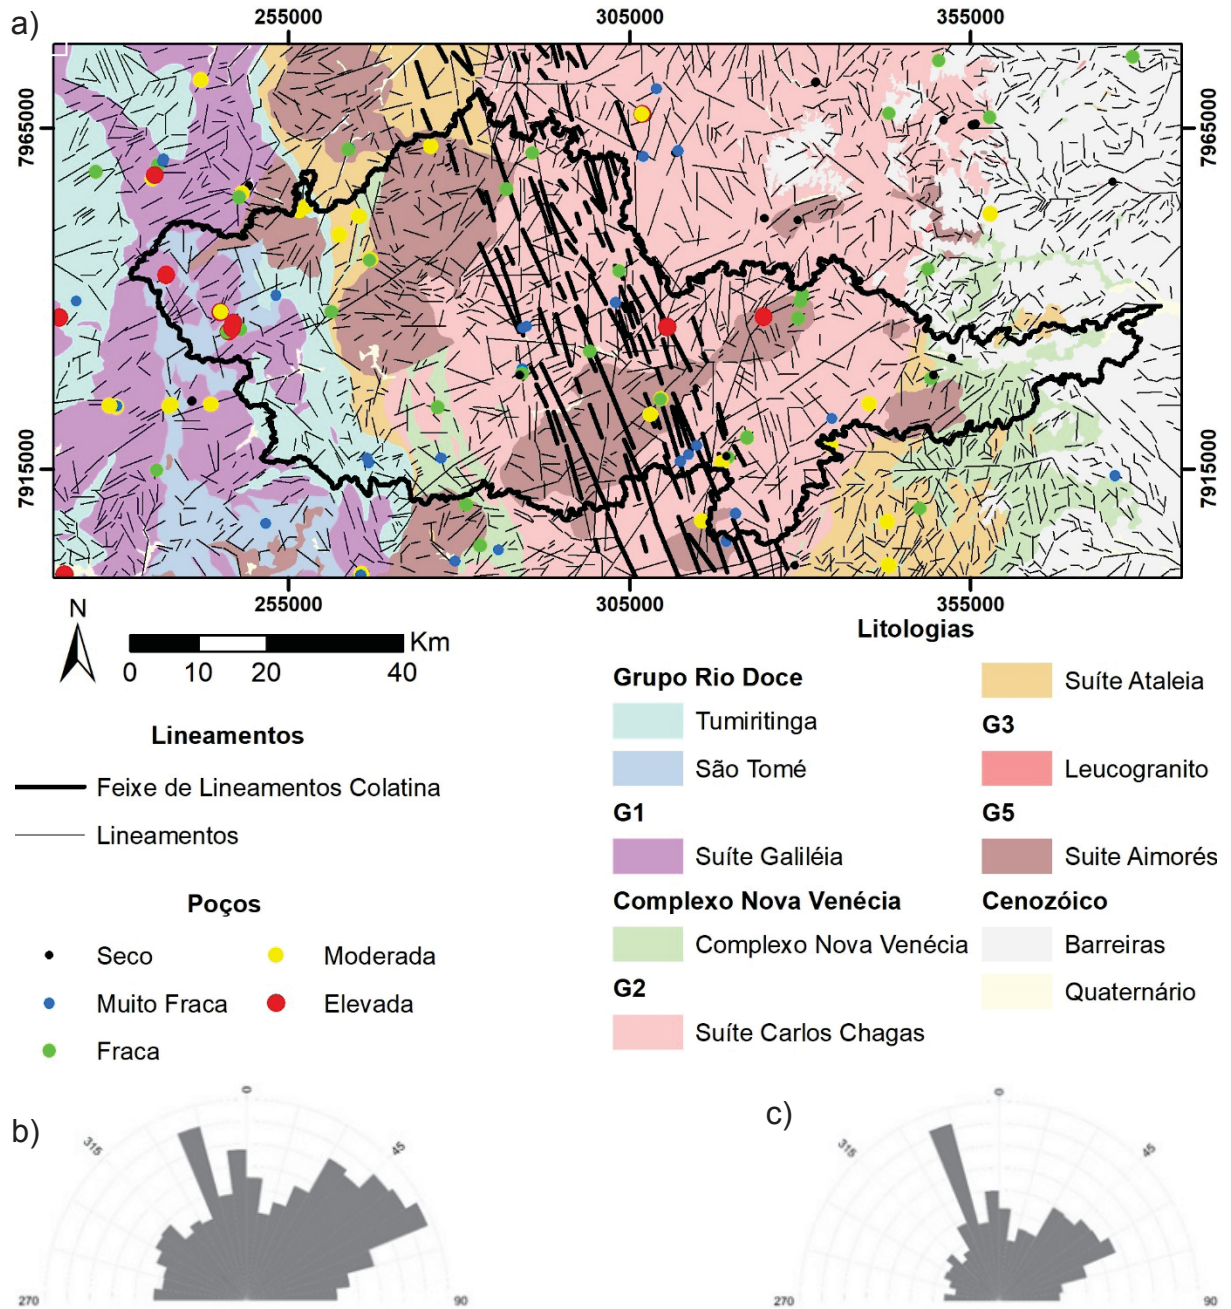 a)
255000 305000 355000
7965000 7965000
7915000 7915000
255000 305000 355000
N
Km
0 10 20 40
Litologias
Lineamentos
Feixe de Lineamentos Colatina
Lineamentos
Poços
Seco
Muito Fraca
Fraca
Moderada
Elevada
Grupo Rio Doce
Tumiritinga
São Tomé
G1
Suíte Galiléia
Complexo Nova Venécia
Complexo Nova Venécia
G2
Suíte Carlos Chagas
Suíte Ataleia
G3
Leucogranito
G5
Suite Aimorés
Cenozóico
Barreiras
Quaternário
b)
270
315
0
45
90
c)
270
315
0
45
90